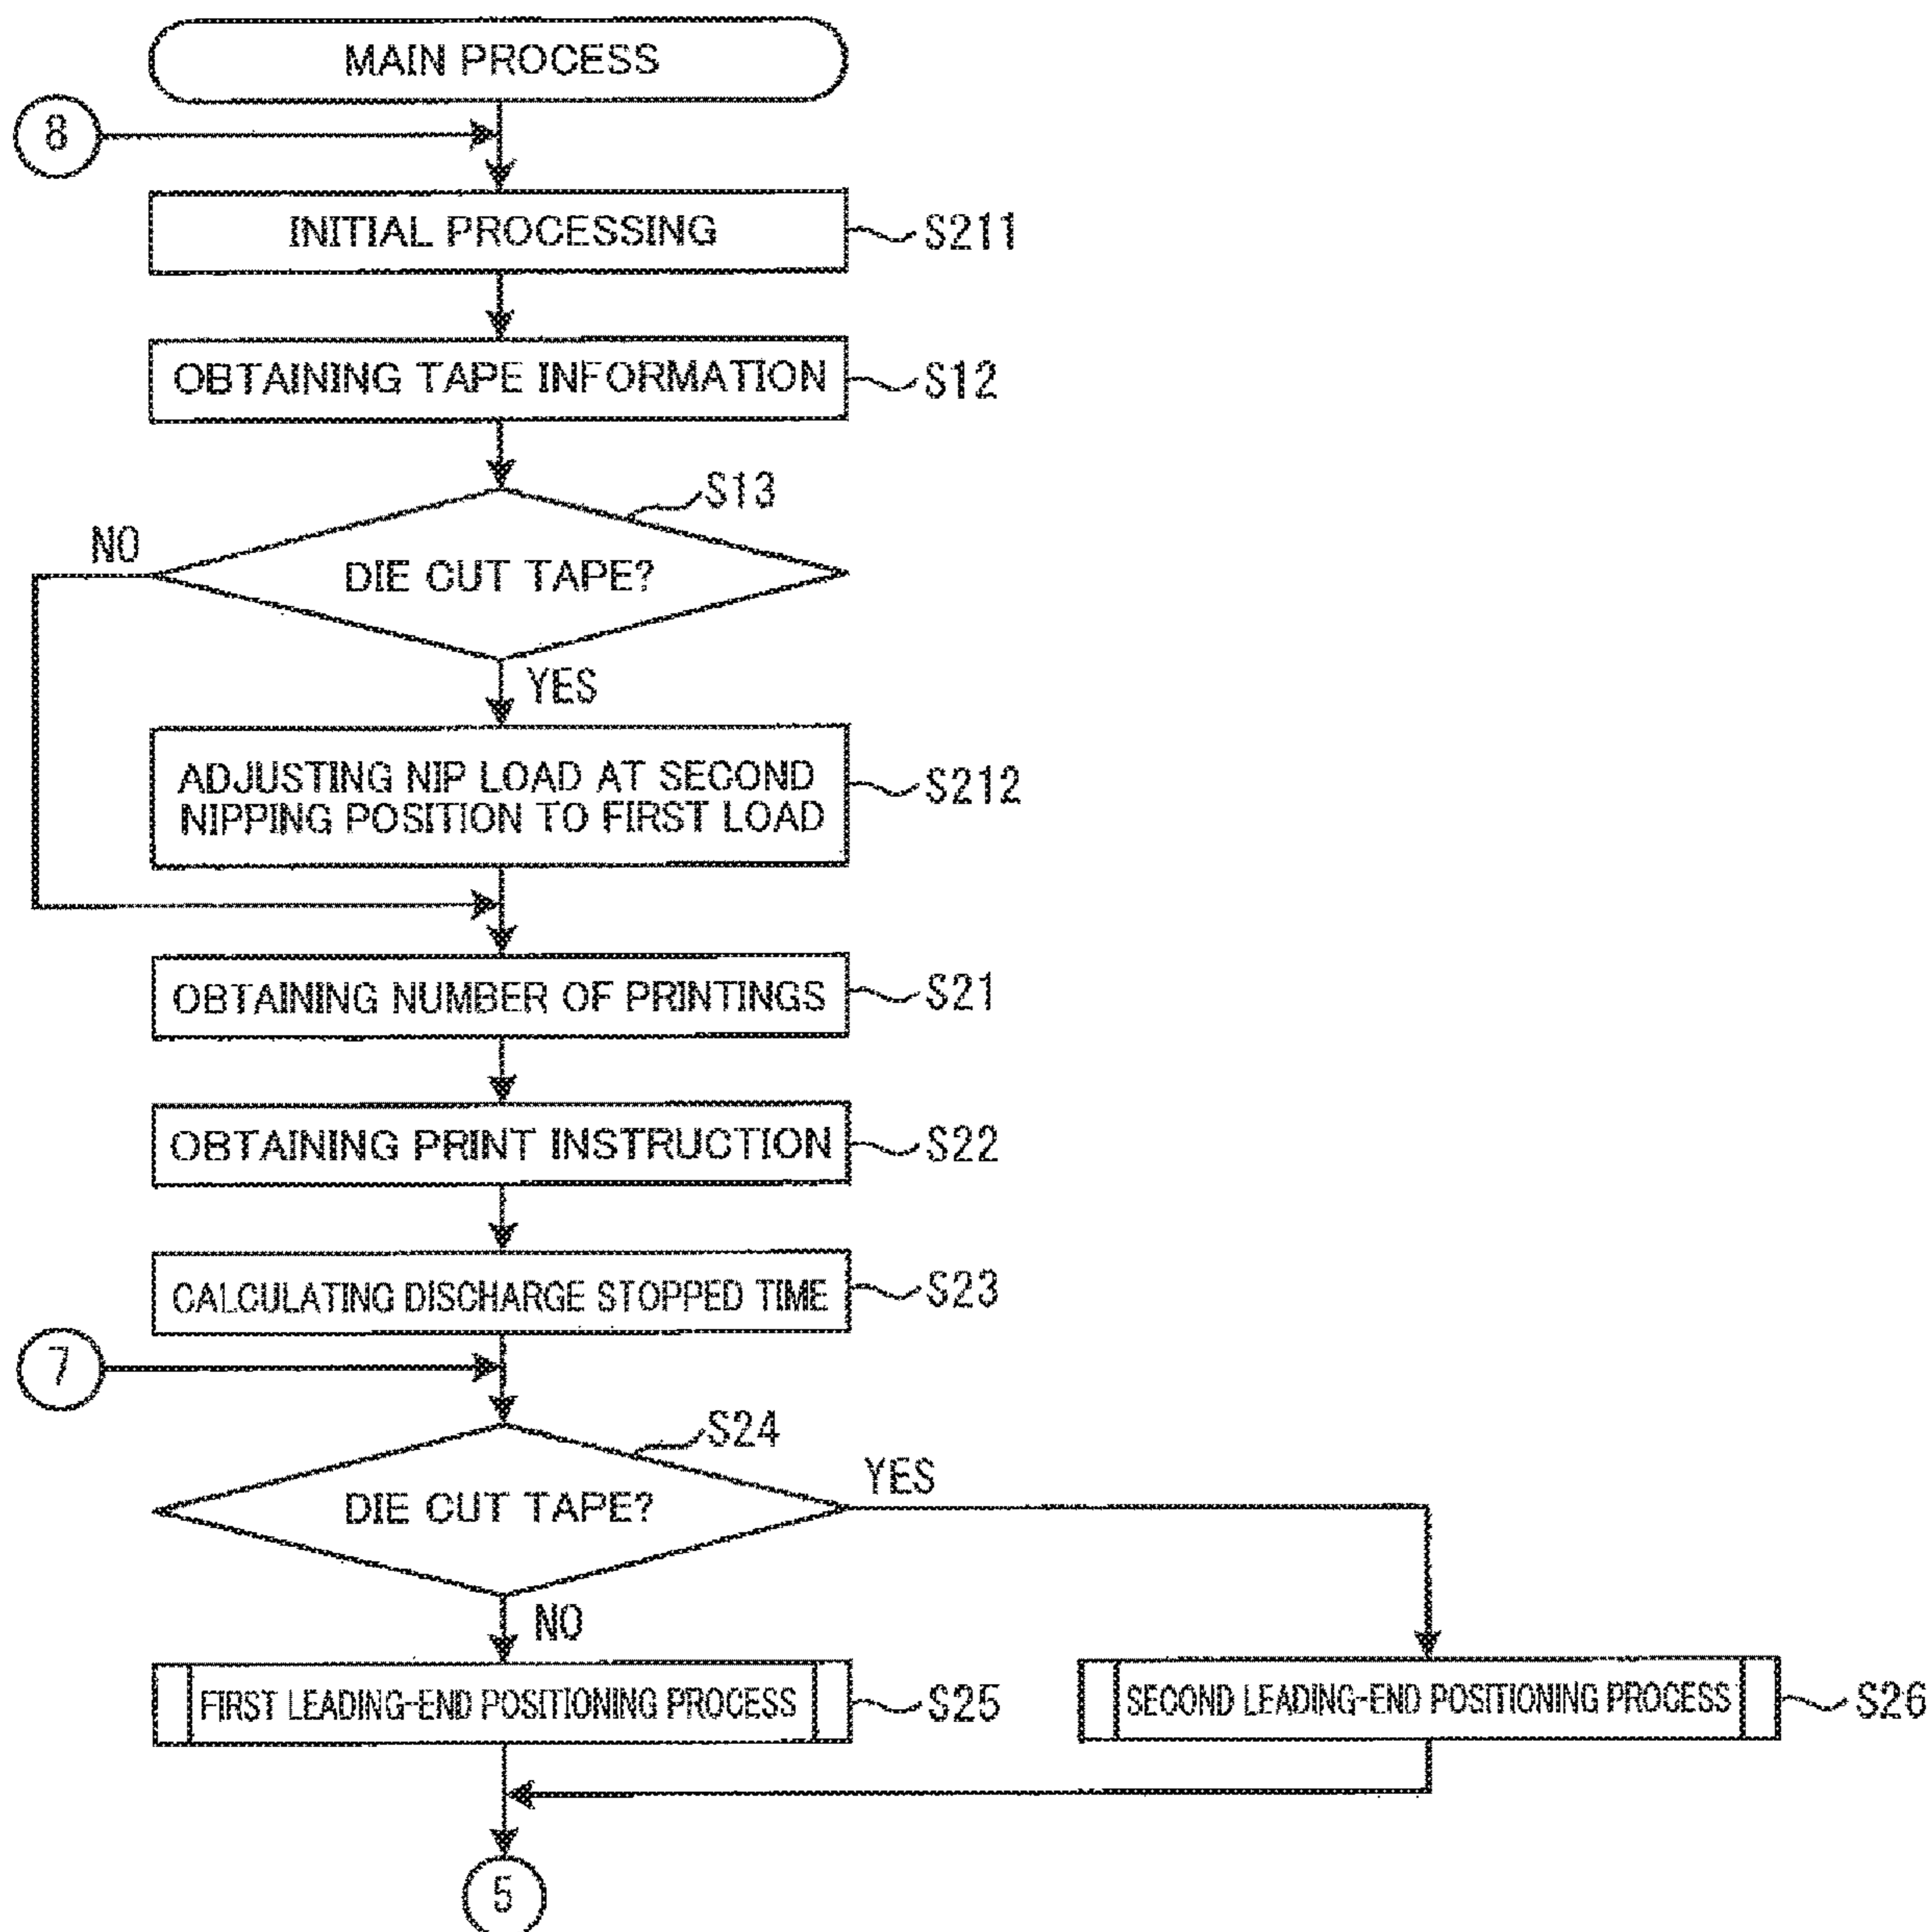 MAIN PROCESS
8
INITIAL PROCESSING
S211
OBTAINING TAPE INFORMATION
S12
S13
NO
DIE CUT TAPE?
YES
ADJUSTING NIP LOAD AT SECOND
NIPPING POSITION TO FIRST LOAD
S212
OBTAINING NUMBER OF PRINTINGS
S21
OBTAINING PRINT INSTRUCTION
S22
CALCULATING DISCHARGE STOPPED TIME
S23
7
S24
YES
DIE CUT TAPE?
NO
FIRST LEADING-END POSITIONING PROCESS
S25
SECOND LEADING-END POSITIONING PROCESS
S26
5